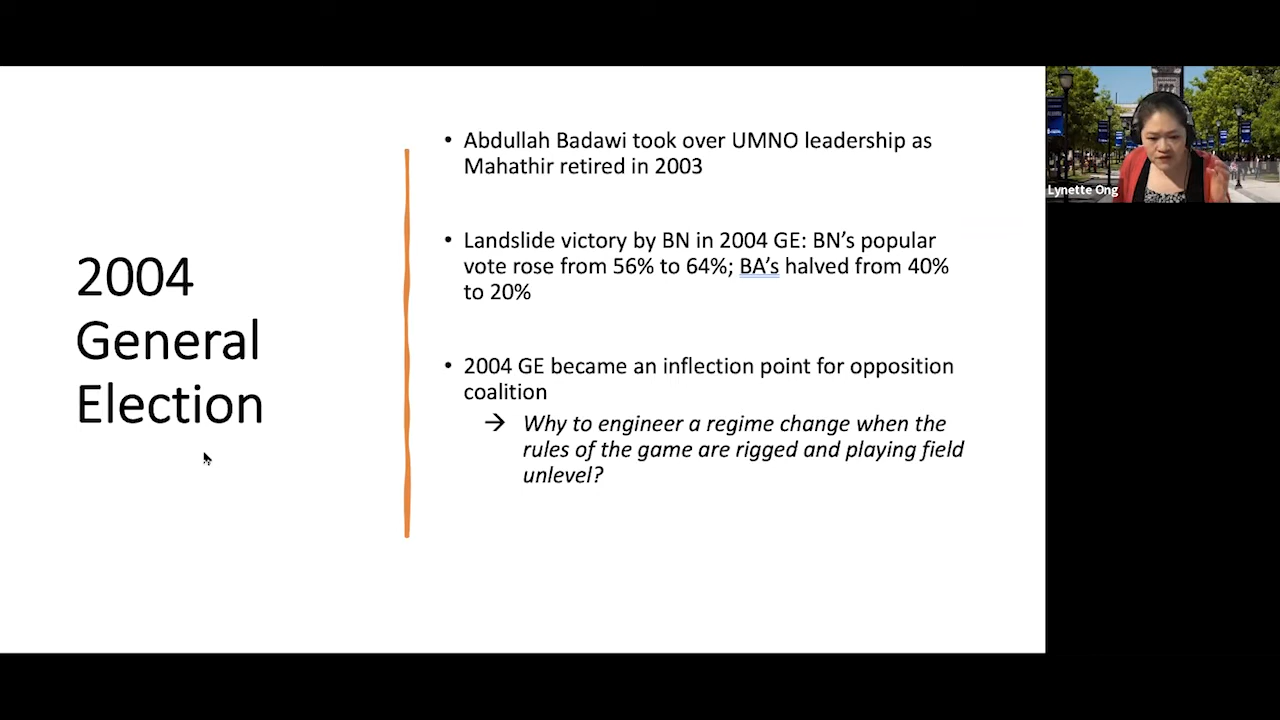 2004
General
Election
• Abdullah Badawi took over UMNO leadership as
Mahathir retired in 2003
• Landslide victory by BN in 2004 GE: BN’s popular
vote rose from 56% to 64%; BA’s halved from 40%
to 20%
• 2004 GE became an inflection point for opposition
coalition
→ Why to engineer a regime change when the
rules of the game are rigged and playing field
unlevel?
Lynette Ong